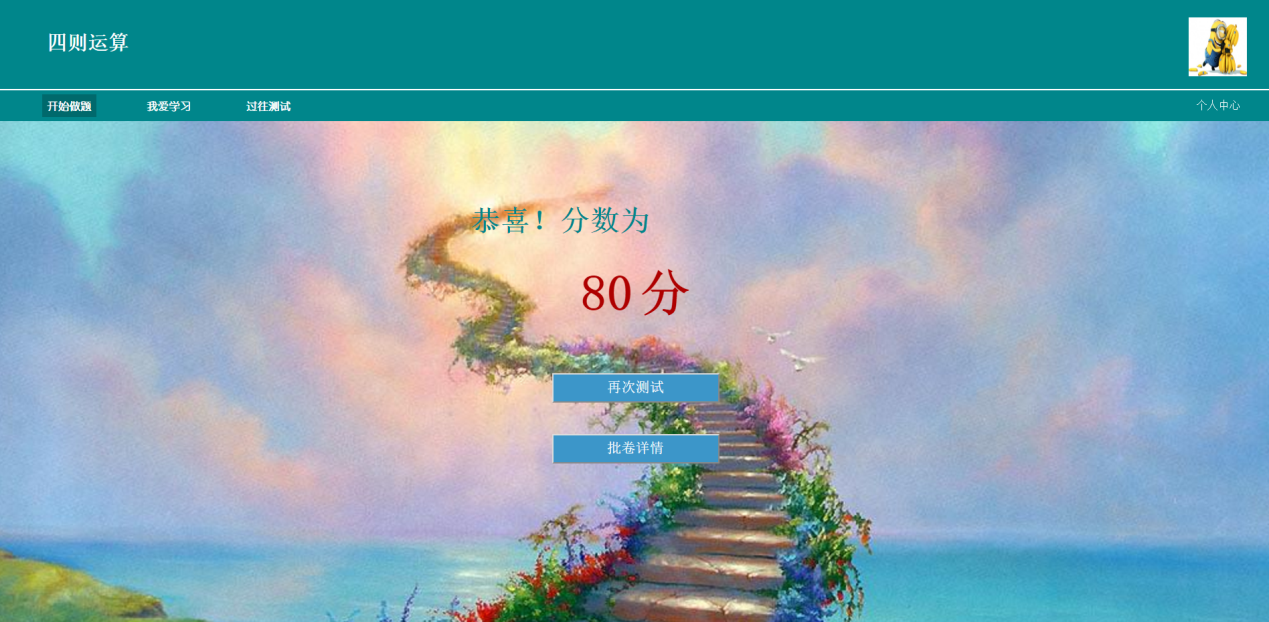 四则运算
开始做题 我爱学习 过往测试 个人中心
恭喜！分数为
80 分
再次测试
批卷详情